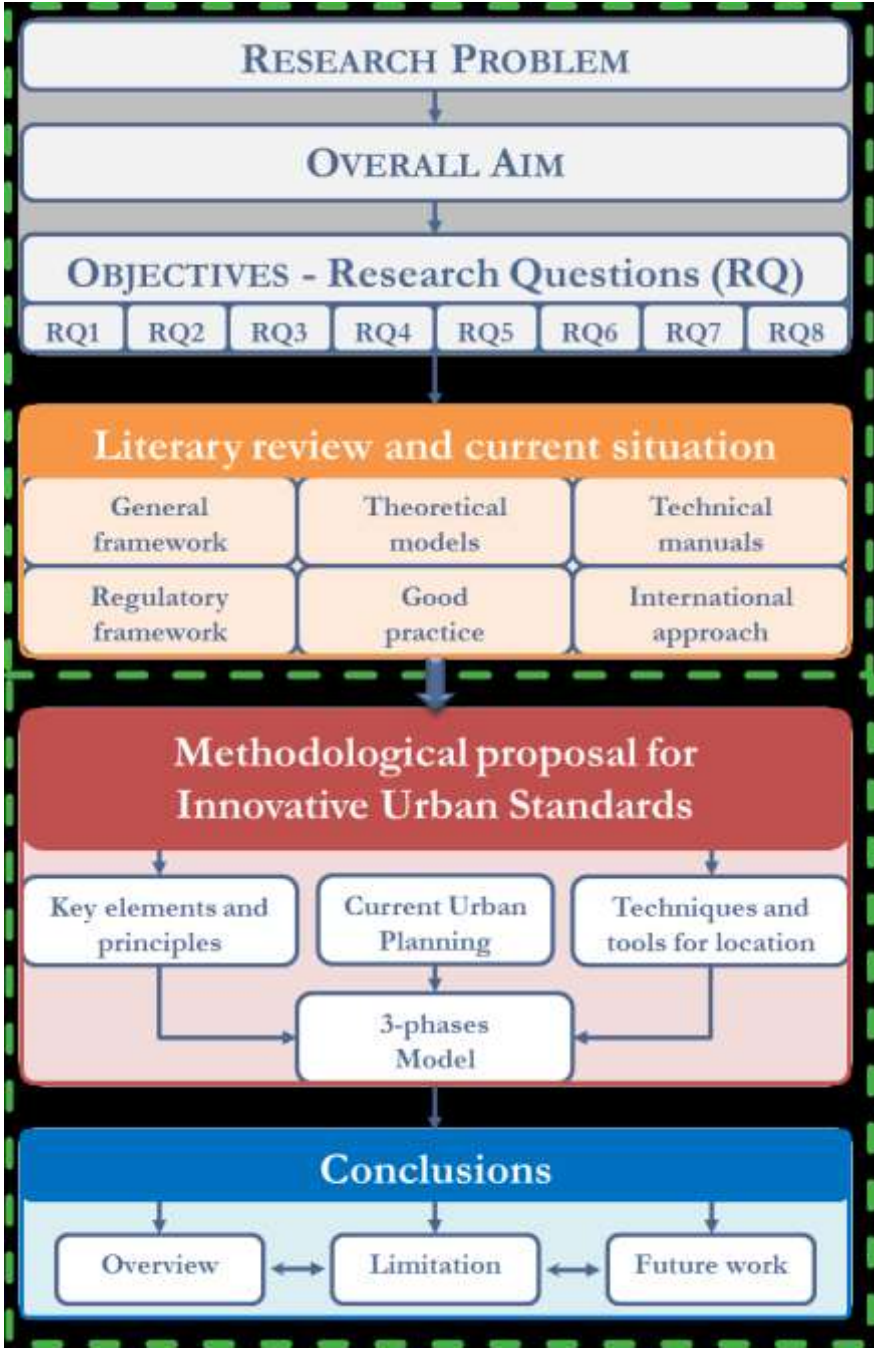 RESEARCH PROBLEM
OVERALL AIM
OBJECTIVES - Research Questions (RQ)
RQ1 RQ2 RQ3 RQ4 RQ5 RQ6 RQ7 RQ8
Literary review and current situation
General
framework
Theoretical
models
Technical
manuals
Regulatory
framework
Good
practice
International
approach
Methodological proposal for
Innovative Urban Standards
Key elements and
principles
Current Urban
Planning
Techniques and
tools for location
3-phases
Model
Conclusions
Overview
Limitation
Future work